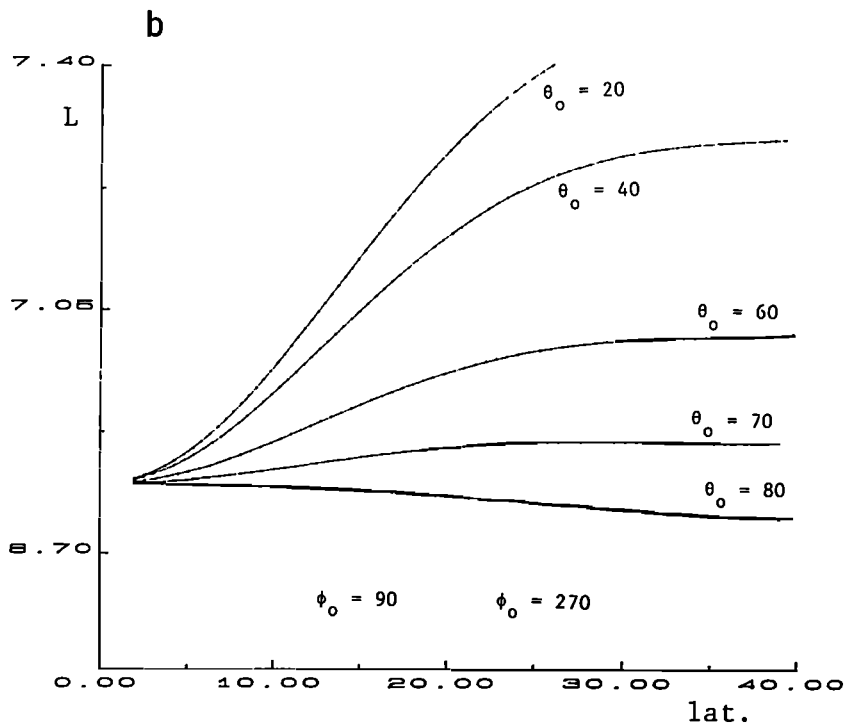 b
7.40
L
θo = 20
θo = 40
7.05
θo = 60
θo = 70
θo = 80
6.70
φo = 90 φo = 270
0.00 10.00 20.00 30.00 40.00
lat.